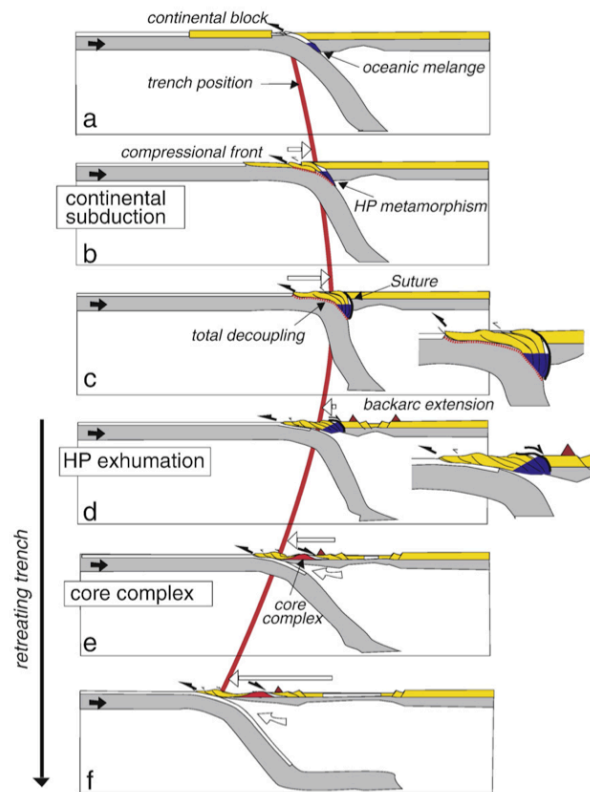 continental block
oceanic melange
trench position
a
compressional front
continental
subduction
HP metamorphism
b
Suture
total decoupling
c
backarc extension
HP exhumation
d
core complex
core
complex
e
retreating trench
f